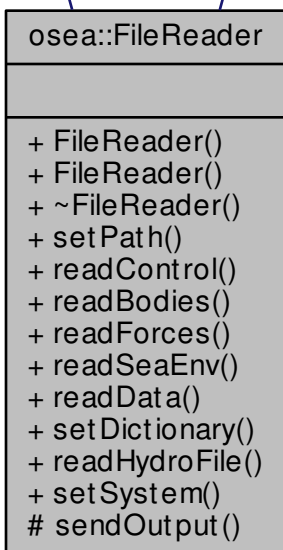 osea::FileReader
+ FileReader()
+ FileReader()
+ ~FileReader()
+ setPath()
+ readControl()
+ readBodies()
+ readForces()
+ readSeaEnv()
+ readData()
+ setDictionary()
+ readHydroFile()
+ setSystem()
# sendOutput()